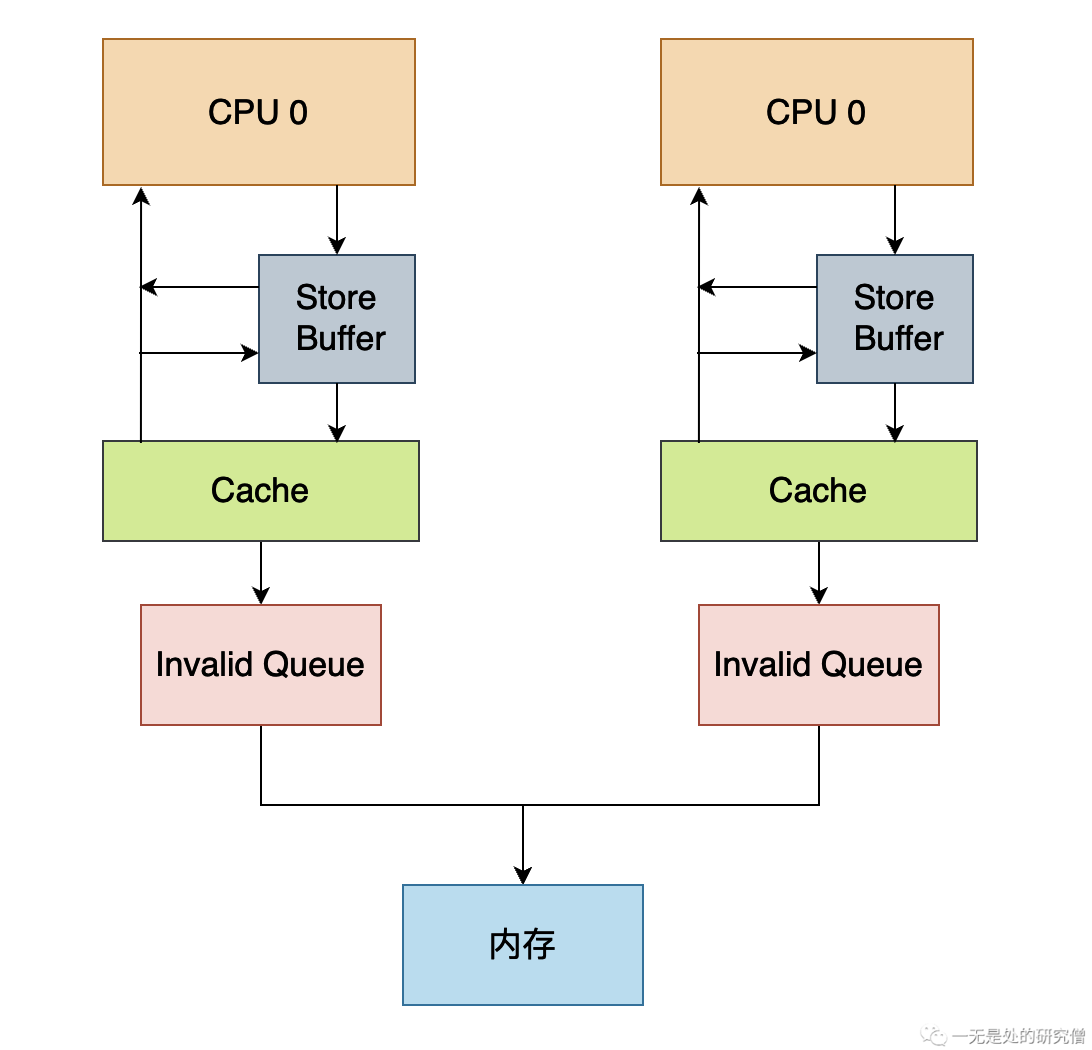 CPU 0
CPU 0
Store
Buffer
Store
Buffer
Cache
Cache
Invalid Queue
Invalid Queue
内存
一无是处的研究僧